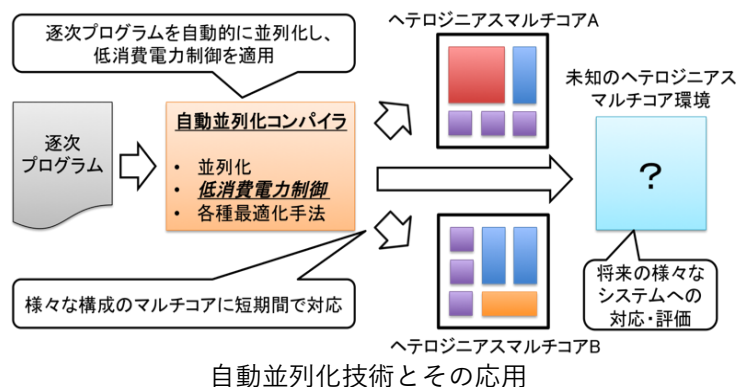 逐次プログラムを自動的に並列化し、
低消費電力制御を適用
ヘテロジニアスマルチコアA
未知のヘテロジニアス
マルチコア環境
逐次
プログラム
自動並列化コンパイラ
• 並列化
• 低消費電力制御
• 各種最適化手法
?
様々な構成のマルチコアに短期間で対応
将来の様々な
システムへの
対応・評価
ヘテロジニアスマルチコアB
自動並列化技術とその応用